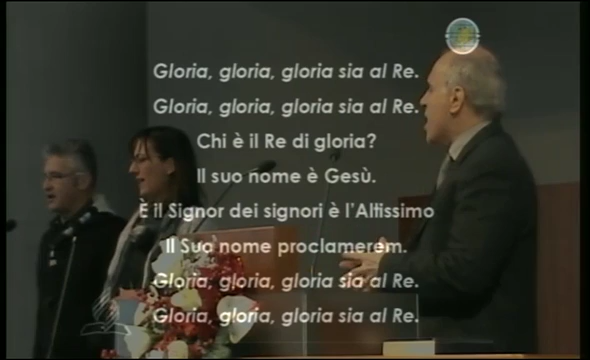 Gloria, gloria, gloria sia al Re.
Gloria, gloria, gloria sia al Re.
Chi è il Re di gloria?
Il suo nome è Gesù.
È il Signor dei signori è l'Altissimo
Il Suo nome proclamerem.
Gloria, gloria, gloria sia al Re.
Gloria, gloria, gloria sia al Re.